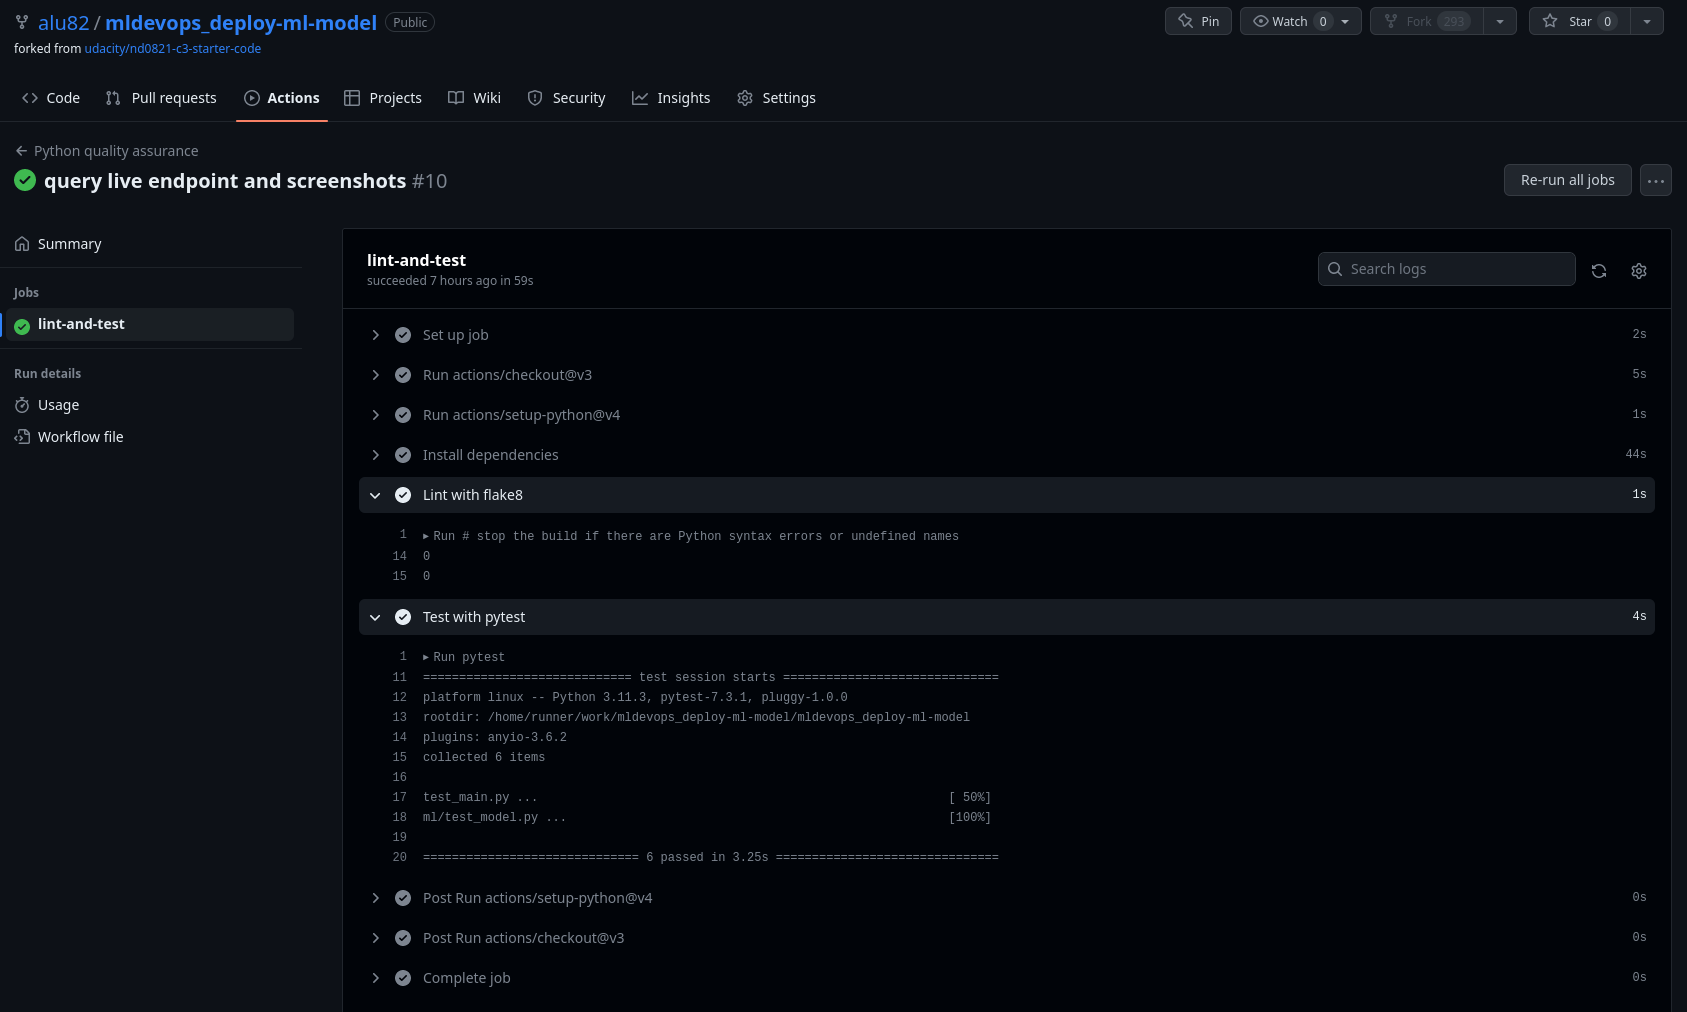 alu82 / mldevops_deploy-ml-model Public Pin Watch 0 Fork 293 Star 0
forked from udacity/nd0821-c3-starter-code
Code Pull requests Actions Projects Wiki Security Insights Settings
Python quality assurance
query live endpoint and screenshots #10 Re-run all jobs ...
Summary
Jobs
lint-and-test
Run details
Usage
Workflow file
lint-and-test
succeeded 7 hours ago in 59s
Search logs
Set up job 2s
Run actions/checkout@v3 5s
Run actions/setup-python@v4 1s
Install dependencies 44s
Lint with flake8 1s
1 ▸ Run # stop the build if there are Python syntax errors or undefined names
14 0
15 0
Test with pytest 4s
1 ▸ Run pytest
11 ============================= test session starts ==============================
12 platform linux -- Python 3.11.3, pytest-7.3.1, pluggy-1.0.0
13 rootdir: /home/runner/work/mldevops_deploy-ml-model/mldevops_deploy-ml-model
14 plugins: anyio-3.6.2
15 collected 6 items
16
17 test_main.py ... [ 50%]
18 ml/test_model.py ... [100%]
19
20 ============================== 6 passed in 3.25s ===============================
Post Run actions/setup-python@v4 0s
Post Run actions/checkout@v3 0s
Complete job 0s